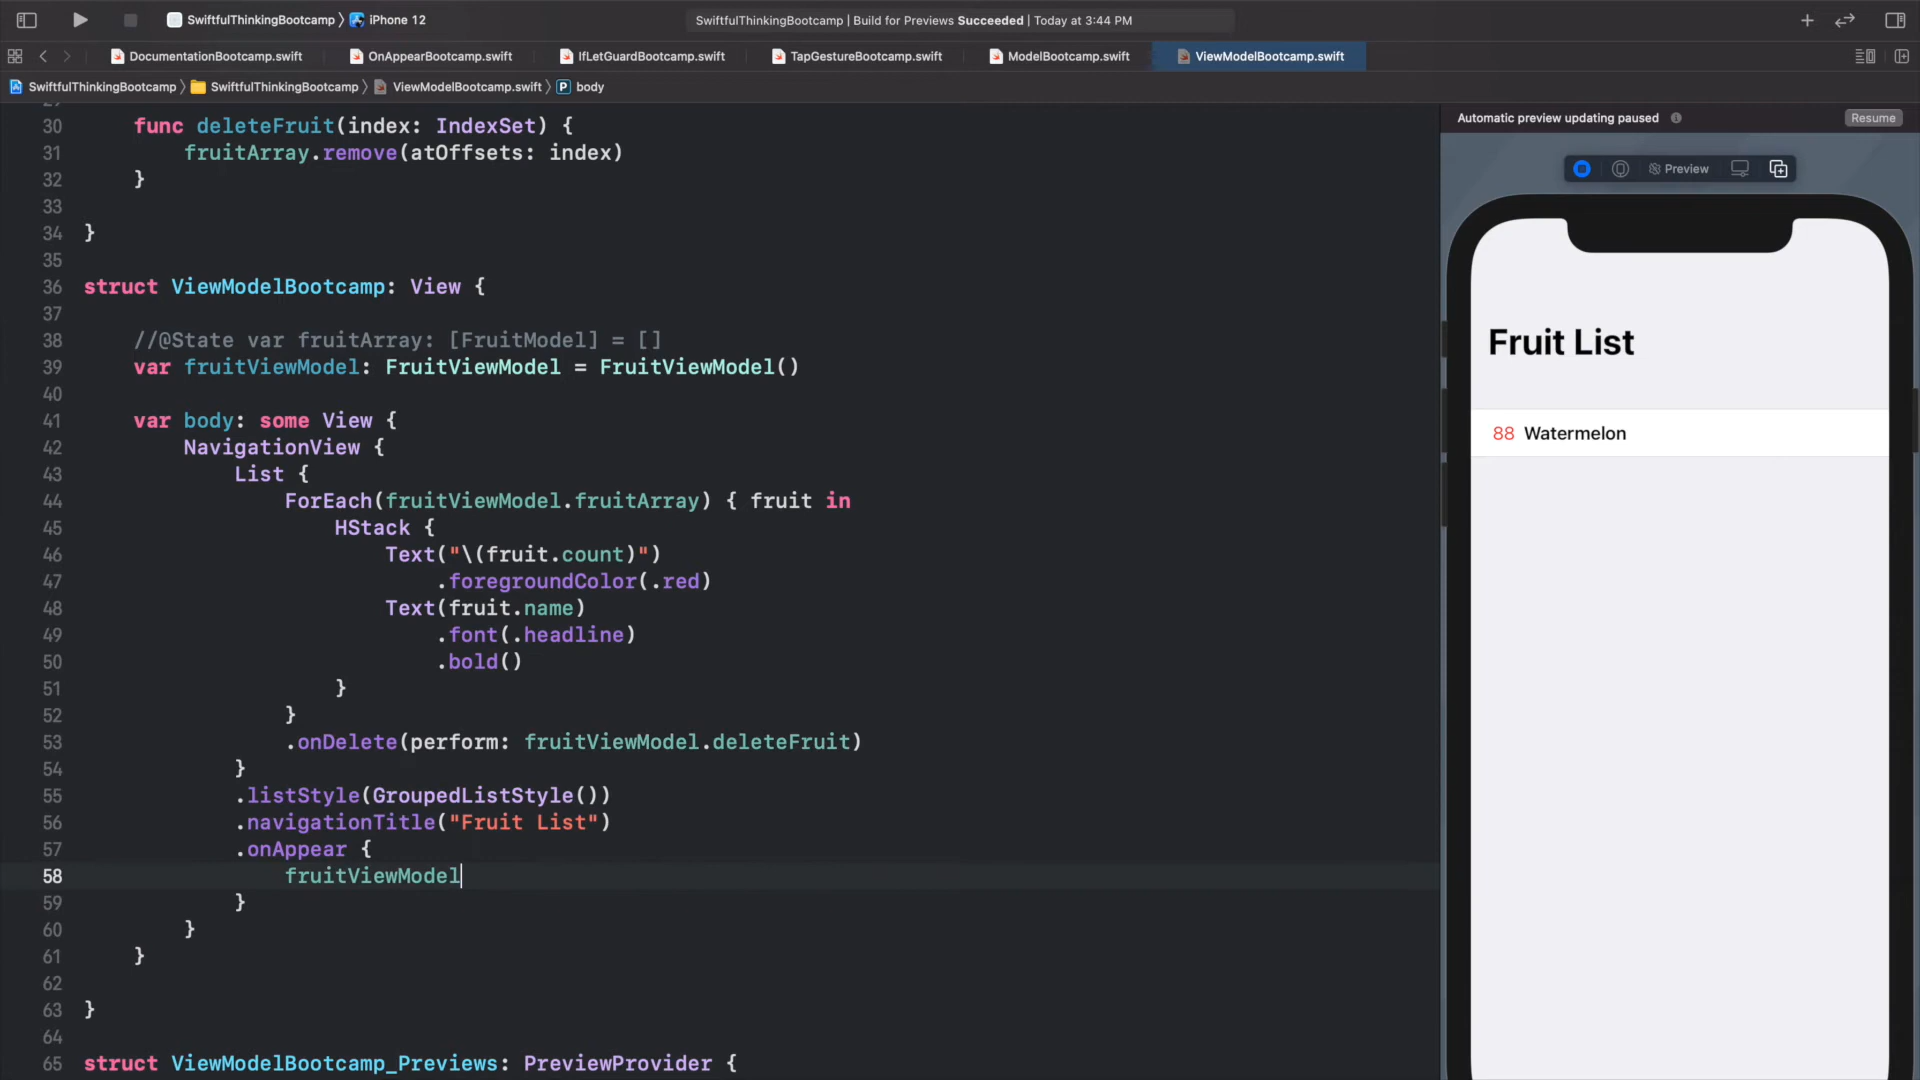 SwiftfulThinkingBootcamp 〉 iPhone 12
SwiftfulThinkingBootcamp | Build for Previews Succeeded | Today at 3:44 PM
DocumentationBootcamp.swift
OnAppearBootcamp.swift
IfLetGuardBootcamp.swift
TapGestureBootcamp.swift
ModelBootcamp.swift
ViewModelBootcamp.swift
SwiftfulThinkingBootcamp 〉 SwiftfulThinkingBootcamp 〉 ViewModelBootcamp.swift 〉 P body
30 func deleteFruit(index: IndexSet) {
31 fruitArray.remove(atOffsets: index)
32 }
33
34 }
35
36 struct ViewModelBootcamp: View {
37
38 //@State var fruitArray: [FruitModel] = []
39 var fruitViewModel: FruitViewModel = FruitViewModel()
40
41 var body: some View {
42 NavigationView {
43 List {
44 ForEach(fruitViewModel.fruitArray) { fruit in
45 HStack {
46 Text("\(fruit.count)")
47 .foregroundColor(.red)
48 Text(fruit.name)
49 .font(.headline)
50 .bold()
51 }
52 }
53 .onDelete(perform: fruitViewModel.deleteFruit)
54 }
55 .listStyle(GroupedListStyle())
56 .navigationTitle("Fruit List")
57 .onAppear {
58 fruitViewModel
59 }
60 }
61 }
62
63 }
64
65 struct ViewModelBootcamp_Previews: PreviewProvider {
Automatic preview updating paused
Resume
Preview
Fruit List
88 Watermelon